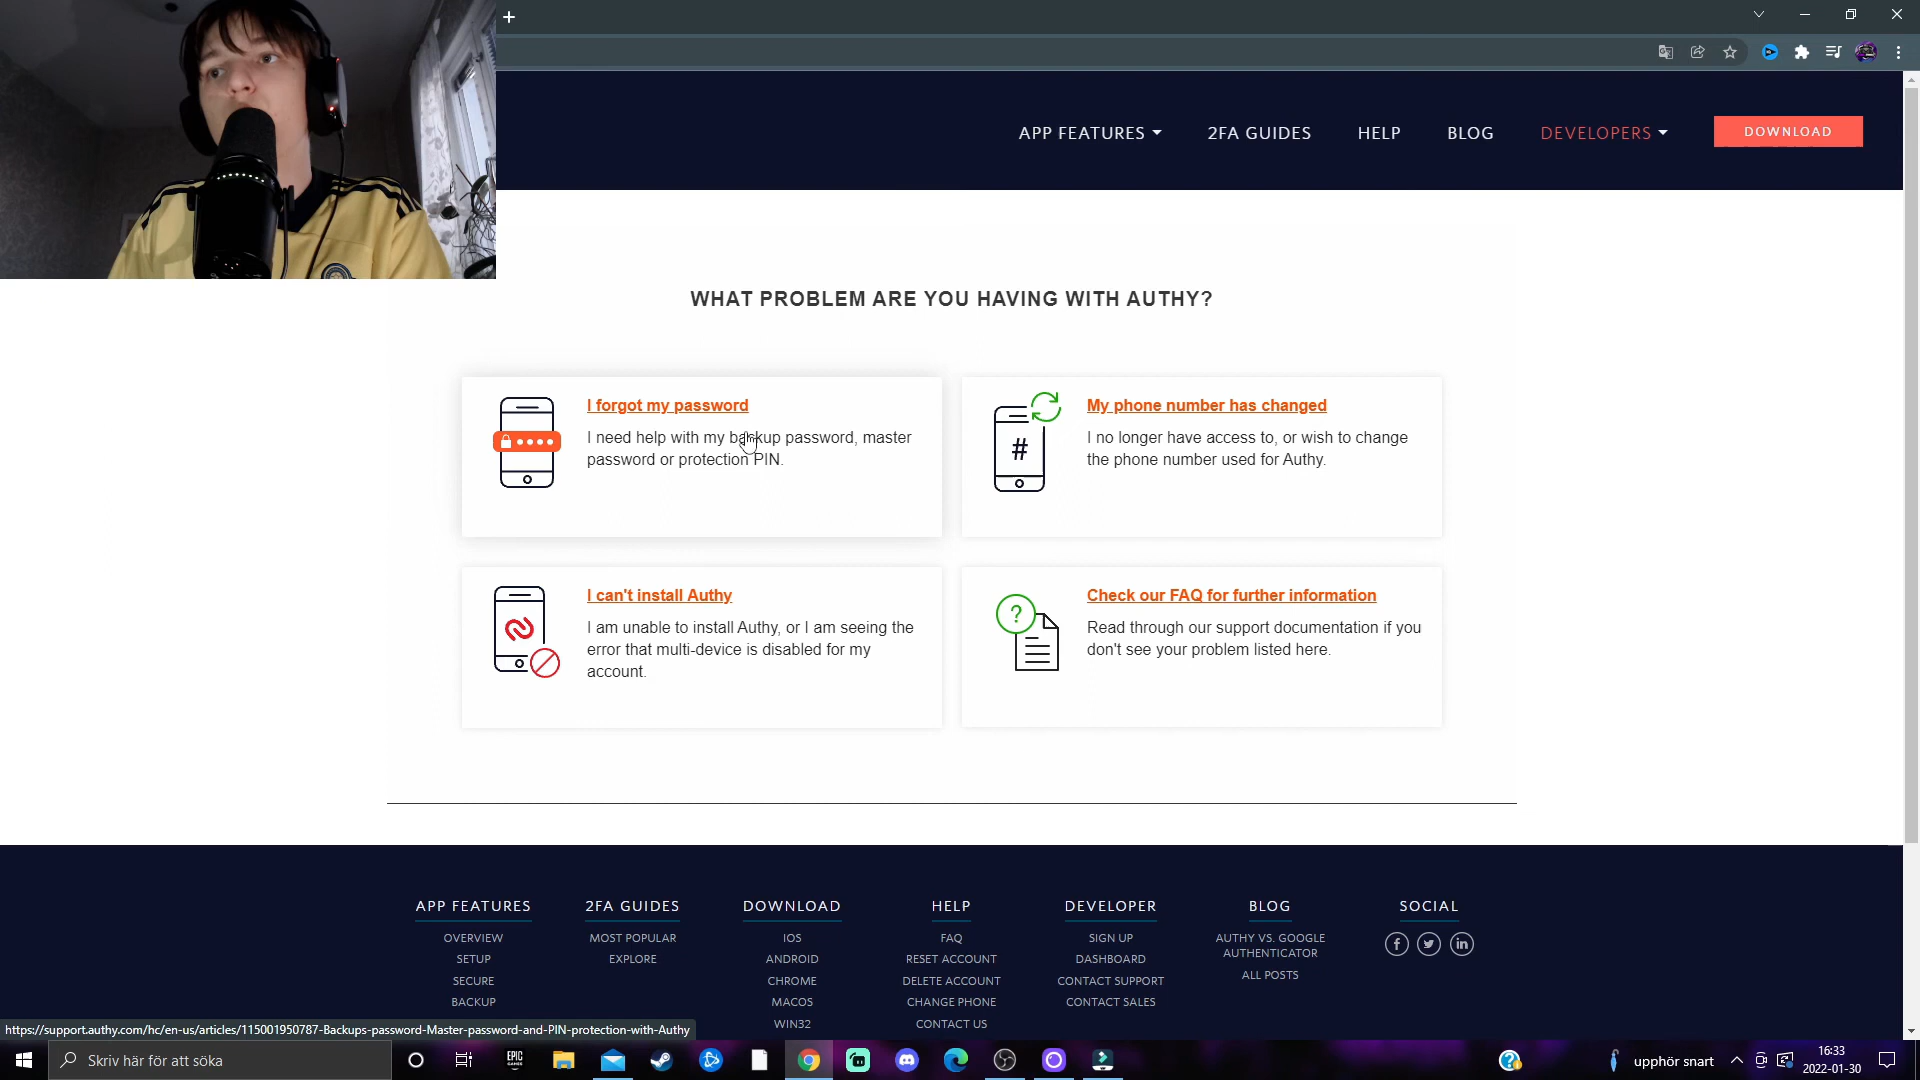 APP FEATURES
2FA GUIDES
HELP
BLOG
DEVELOPERS
DOWNLOAD
WHAT PROBLEM ARE YOU HAVING WITH AUTHY?
I forgot my password
I need help with my backup password, master
password or protection PIN.
My phone number has changed
#
I no longer have access to, or wish to change
the phone number used for Authy.
I can't install Authy
I am unable to install Authy, or I am seeing the
error that multi-device is disabled for my
account.
?
Check our FAQ for further information
Read through our support documentation if you
don't see your problem listed here.
APP FEATURES
OVERVIEW
SETUP
SECURE
BACKUP
2FA GUIDES
MOST POPULAR
EXPLORE
DOWNLOAD
IOS
ANDROID
CHROME
MACOS
WIN32
HELP
FAQ
RESET ACCOUNT
DELETE ACCOUNT
CHANGE PHONE
CONTACT US
DEVELOPER
SIGN UP
DASHBOARD
CONTACT SUPPORT
CONTACT SALES
BLOG
AUTHY VS. GOOGLE
AUTHENTICATOR
ALL POSTS
SOCIAL
https://support.authy.com/hc/en-us/articles/115001950787-Backups-password-Master-password-and-PIN-protection-with-Authy
Skriv här för att söka
EPIC
GAMES
upphör snart
16:33
2022-01-30